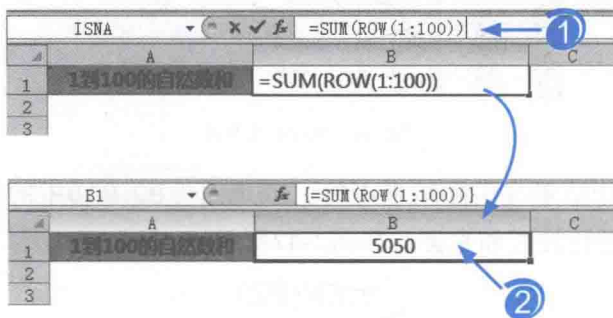 ISNA =SUM(ROW(1:100)) 1
A B C
1 1到100的自然数和 =SUM(ROW(1:100))
2
3
B1 {=SUM(ROW(1:100))}
A B C
1 1到100的自然数和 5050
2
3 2